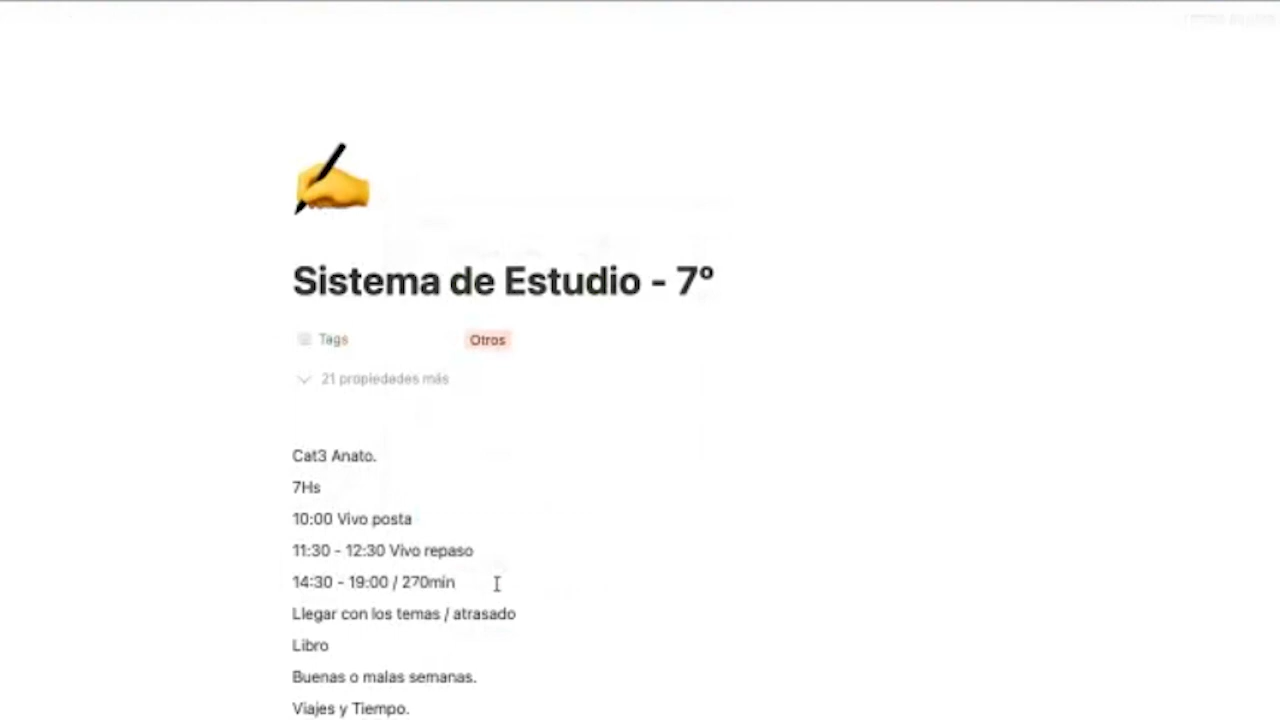 Sistema de Estudio - 7°
Tags Otros
21 propiedades más
Cat3 Anato.
7Hs
10:00 Vivo posta
11:30 - 12:30 Vivo repaso
14:30 - 19:00 / 270min
Llegar con los temas / atrasado
Libro
Buenas o malas semanas.
Viajes y Tiempo.